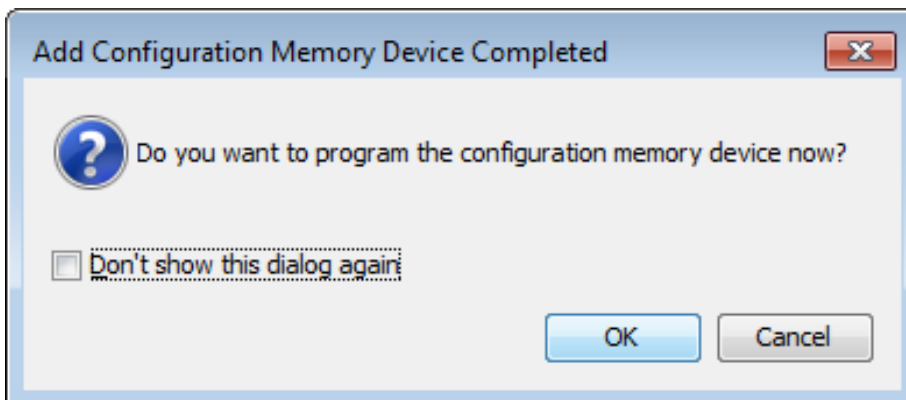 Add Configuration Memory Device Completed
Do you want to program the configuration memory device now?
Don't show this dialog again
OK
Cancel